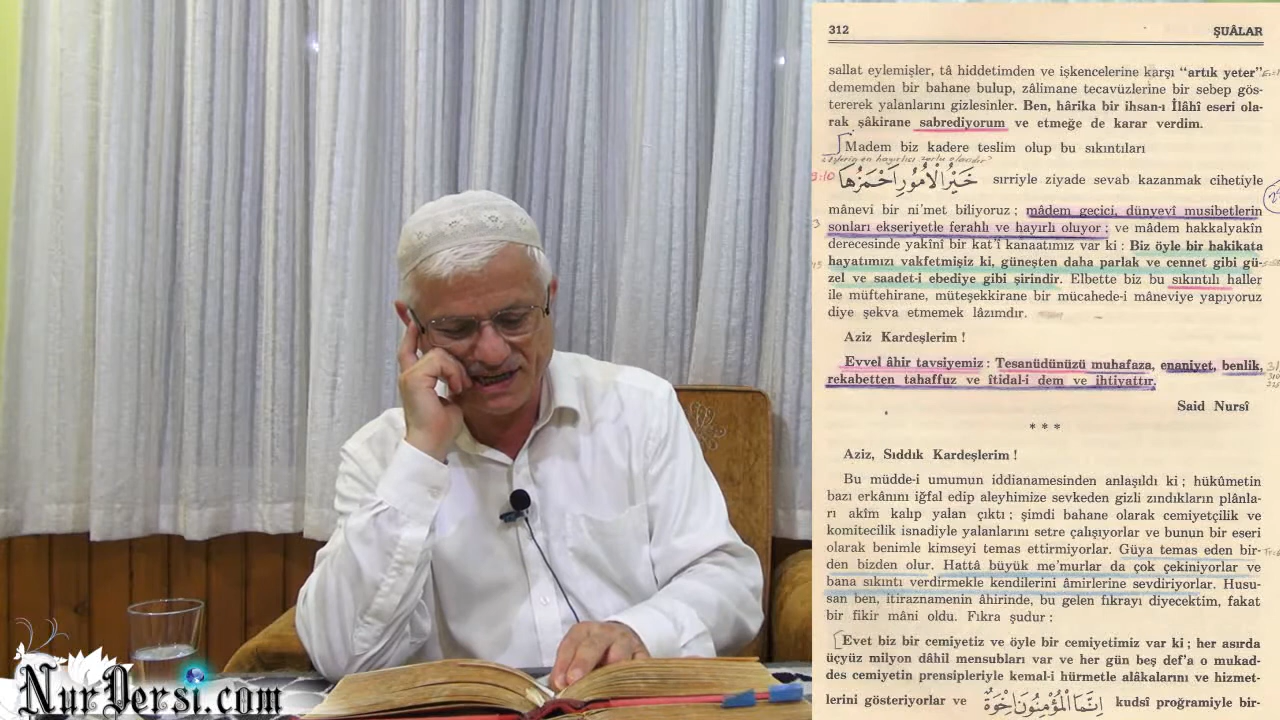 312 ŞUÂLAR
sallat eylemişler, tâ hiddetimden ve işkencelerine karşı “artık yeter”
dememden bir bahane bulup, zâlimane tecavüzlerine bir sebep gös-
tererek yalanlarını gizlesinler. Ben, hârika bir ihsan-ı İlâhî eseri ola-
rak şâkirane sabrediyorum ve etmeğe de karar verdim.
Madem biz kadere teslim olup bu sıkıntıları
خَيْرُ الْاُمُورِ اَحْمَزُهَا sırriyle ziyade sevab kazanmak cihetiyle
mânevi bir ni'met biliyoruz ; mâdem geçici, dünyevî musibetlerin
sonları ekseriyetle ferahlı ve hayırlı oluyor ; ve mâdem hakkalyakîn
derecesinde yakînî bir kat'î kanaatımız var ki : Biz öyle bir hakikata
hayatımızı vakfetmişiz ki, güneşten daha parlak ve cennet gibi gü-
zel ve saadet-i ebediye gibi şirindir. Elbette biz bu sıkıntılı haller
ile müftehirane, müteşekkirane bir mücahede-i mâneviye yapıyoruz
diye şekva etmemek lâzımdır.
Aziz Kardeşlerim !
Evvel âhir tavsiyemiz : Tesanüdünüzü muhafaza, enaniyet, benlik,
rekabetten tahaffuz ve îtidal-i dem ve ihtiyattır.
Said Nursî
* * *
Aziz, Sıddık Kardeşlerim !
Bu müdde-i umumun iddianamesinden anlaşıldı ki ; hükûmetin
bazı erkânını iğfal edip aleyhimize sevkeden gizli zındıkların plânla-
rı akîm kalıp yalan çıktı ; şimdi bahane olarak cemiyetçilik ve
komitecilik isnadiyle yalanlarını setre çalışıyorlar ve bunun bir eseri
olarak benimle kimseyi temas ettirmiyorlar. Güya temas eden bir-
den bizden olur. Hattâ büyük me'murlar da çok çekiniyorlar ve
bana sıkıntı verdirmekle kendilerini âmirlerine sevdiriyorlar. Husu-
san ben, itiraznamenin âhirinde, bu gelen fıkrayı diyecektim, fakat
bir fikir mâni oldu. Fıkra şudur :
Evet biz bir cemiyetiz ve öyle bir cemiyetimiz var ki ; her asırda
üçyüz milyon dâhil mensubları var ve her gün beş def'a o mukad-
des cemiyetin prensipleriyle kemal-i hürmetle alâkalarını ve hizmet-
lerini gösteriyorlar ve اِنَّمَا الْمُؤْمِنُونَ اِخْوَةٌ kudsî proğramiyle bir-
NurDersi.com